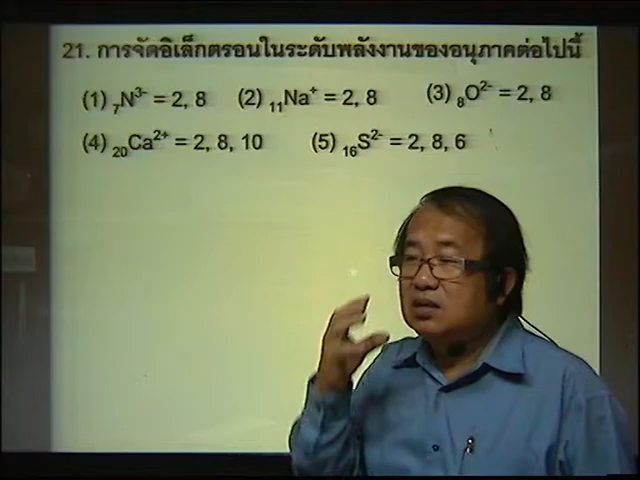 21. การจัดอิเล็กตรอนในระดับพลังงานของอนุภาคต่อไปนี้
(1) ₇N³⁻ = 2, 8 (2) ₁₁Na⁺ = 2, 8 (3) ₈O²⁻ = 2, 8
(4) ₂₀Ca²⁺ = 2, 8, 10 (5) ₁₆S²⁻ = 2, 8, 6